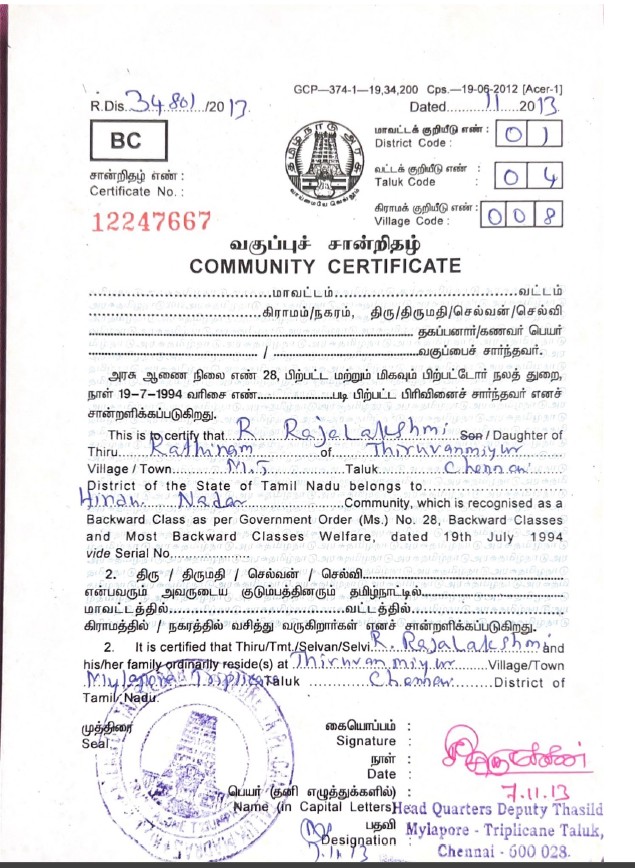 GCP—374-1—19,34,200 Cps.—19-06-2012 [Acer-1]
R.Dis. 34801 /2013 Dated........11...2013
BC
மாவட்டக் குறியீடு எண் :
District Code : 01
சான்றிதழ் எண் :
Certificate No. :
வட்டக் குறியீடு எண் :
Taluk Code 04
12247667
கிராமக் குறியீடு எண் :
Village Code : 008
தமிழ்நாடு அரசு
வாய்மையே வெல்லும்
வகுப்புச் சான்றிதழ்
COMMUNITY CERTIFICATE
.......மாவட்டம்.......வட்டம்
.......கிராமம்/நகரம், திரு/திருமதி/செல்வன்/செல்வி
....... தகப்பனார்/கணவர் பெயர்
....... / .......வகுப்பைச் சார்ந்தவர்.
அரசு ஆணை நிலை எண் 28, பிற்பட்ட மற்றும் மிகவும் பிற்பட்டோர் நலத் துறை,
நாள் 19-7-1994 வரிசை எண்.......படி பிற்பட்ட பிரிவினைச் சார்ந்தவர் எனச்
சான்றளிக்கப்படுகிறது.
This is to certify that R RajaLakshmi Son / Daughter of
Thiru Rathinam of Thiruvanmiyur
Village / Town M.T Taluk Chennai
District of the State of Tamil Nadu belongs to.......
Hindu Nadar Community, which is recognised as a
Backward Class as per Government Order (Ms.) No. 28, Backward Classes
and Most Backward Classes Welfare, dated 19th July 1994
vide Serial No.......
2. திரு / திருமதி / செல்வன் / செல்வி.......
என்பவரும் அவருடைய குடும்பத்தினரும் தமிழ்நாட்டில்.......
மாவட்டத்தில்.......வட்டத்தில்.......
கிராமத்தில் / நகரத்தில் வசித்து வருகிறார்கள் எனச் சான்றளிக்கப்படுகிறது.
2. It is certified that Thiru/Tmt./Selvan/Selvi. R. RajaLakshmi and
his/her family ordinarily reside(s) at Thiruvanmiyur Village/Town
Mylapore Triplicane Taluk Chennai District of
Tamil Nadu.
முத்திரை
Seal
கையொப்பம் :
Signature :
நாள் :
Date : 7.11.13
பெயர் (தனி எழுத்துக்களில்) :
Name (in Capital Letters) Head Quarters Deputy Thasild
பதவி Mylapore - Triplicane Taluk,
Designation : Chennai - 600 028.